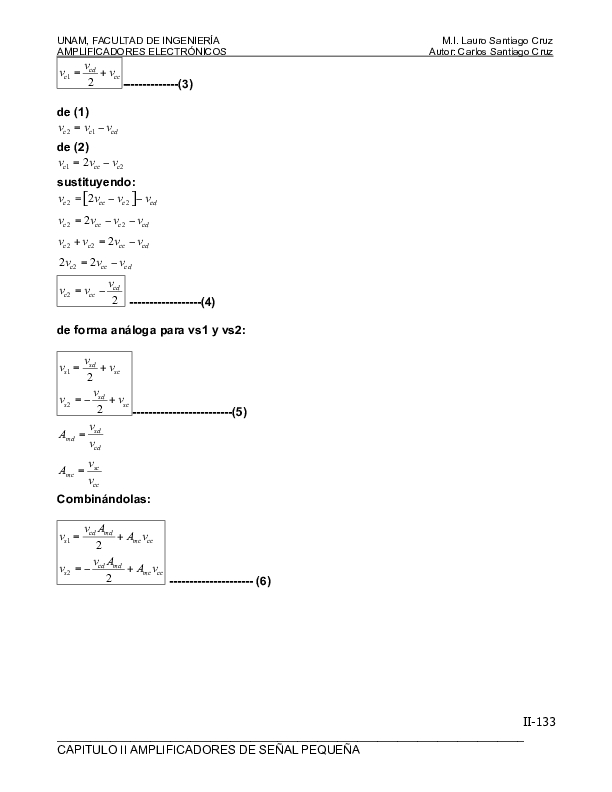 UNAM, FACULTAD DE INGENIERÍA M.I. Lauro Santiago Cruz
AMPLIFICADORES ELECTRÓNICOS Autor: Carlos Santiago Cruz
v_{e1} = \frac{v_{ed}}{2} + v_{ec} --------------(3)
de (1)
v_{e2} = v_{e1} − v_{ed}
de (2)
v_{e1} = 2v_{ec} − v_{e2}
sustituyendo:
v_{e2} = [2v_{ec} − v_{e2}] − v_{ed}
v_{e2} = 2v_{ec} − v_{e2} − v_{ed}
v_{e2} + v_{e2} = 2v_{ec} − v_{ed}
2v_{e2} = 2v_{ec} − v_{ed}
v_{e2} = v_{ec} − \frac{v_{ed}}{2} ------------------(4)
de forma análoga para vs1 y vs2:
v_{s1} = \frac{v_{sd}}{2} + v_{sc}
v_{s2} = −\frac{v_{sd}}{2} + v_{sc} -------------------------(5)
A_{md} = \frac{v_{sd}}{v_{ed}}
A_{mc} = \frac{v_{sc}}{v_{ec}}
Combinándolas:
v_{s1} = \frac{v_{ed} A_{md}}{2} + A_{mc} v_{ec}
v_{s2} = −\frac{v_{ed} A_{md}}{2} + A_{mc} v_{ec} --------------------- (6)
II-133
CAPITULO II AMPLIFICADORES DE SEÑAL PEQUEÑA